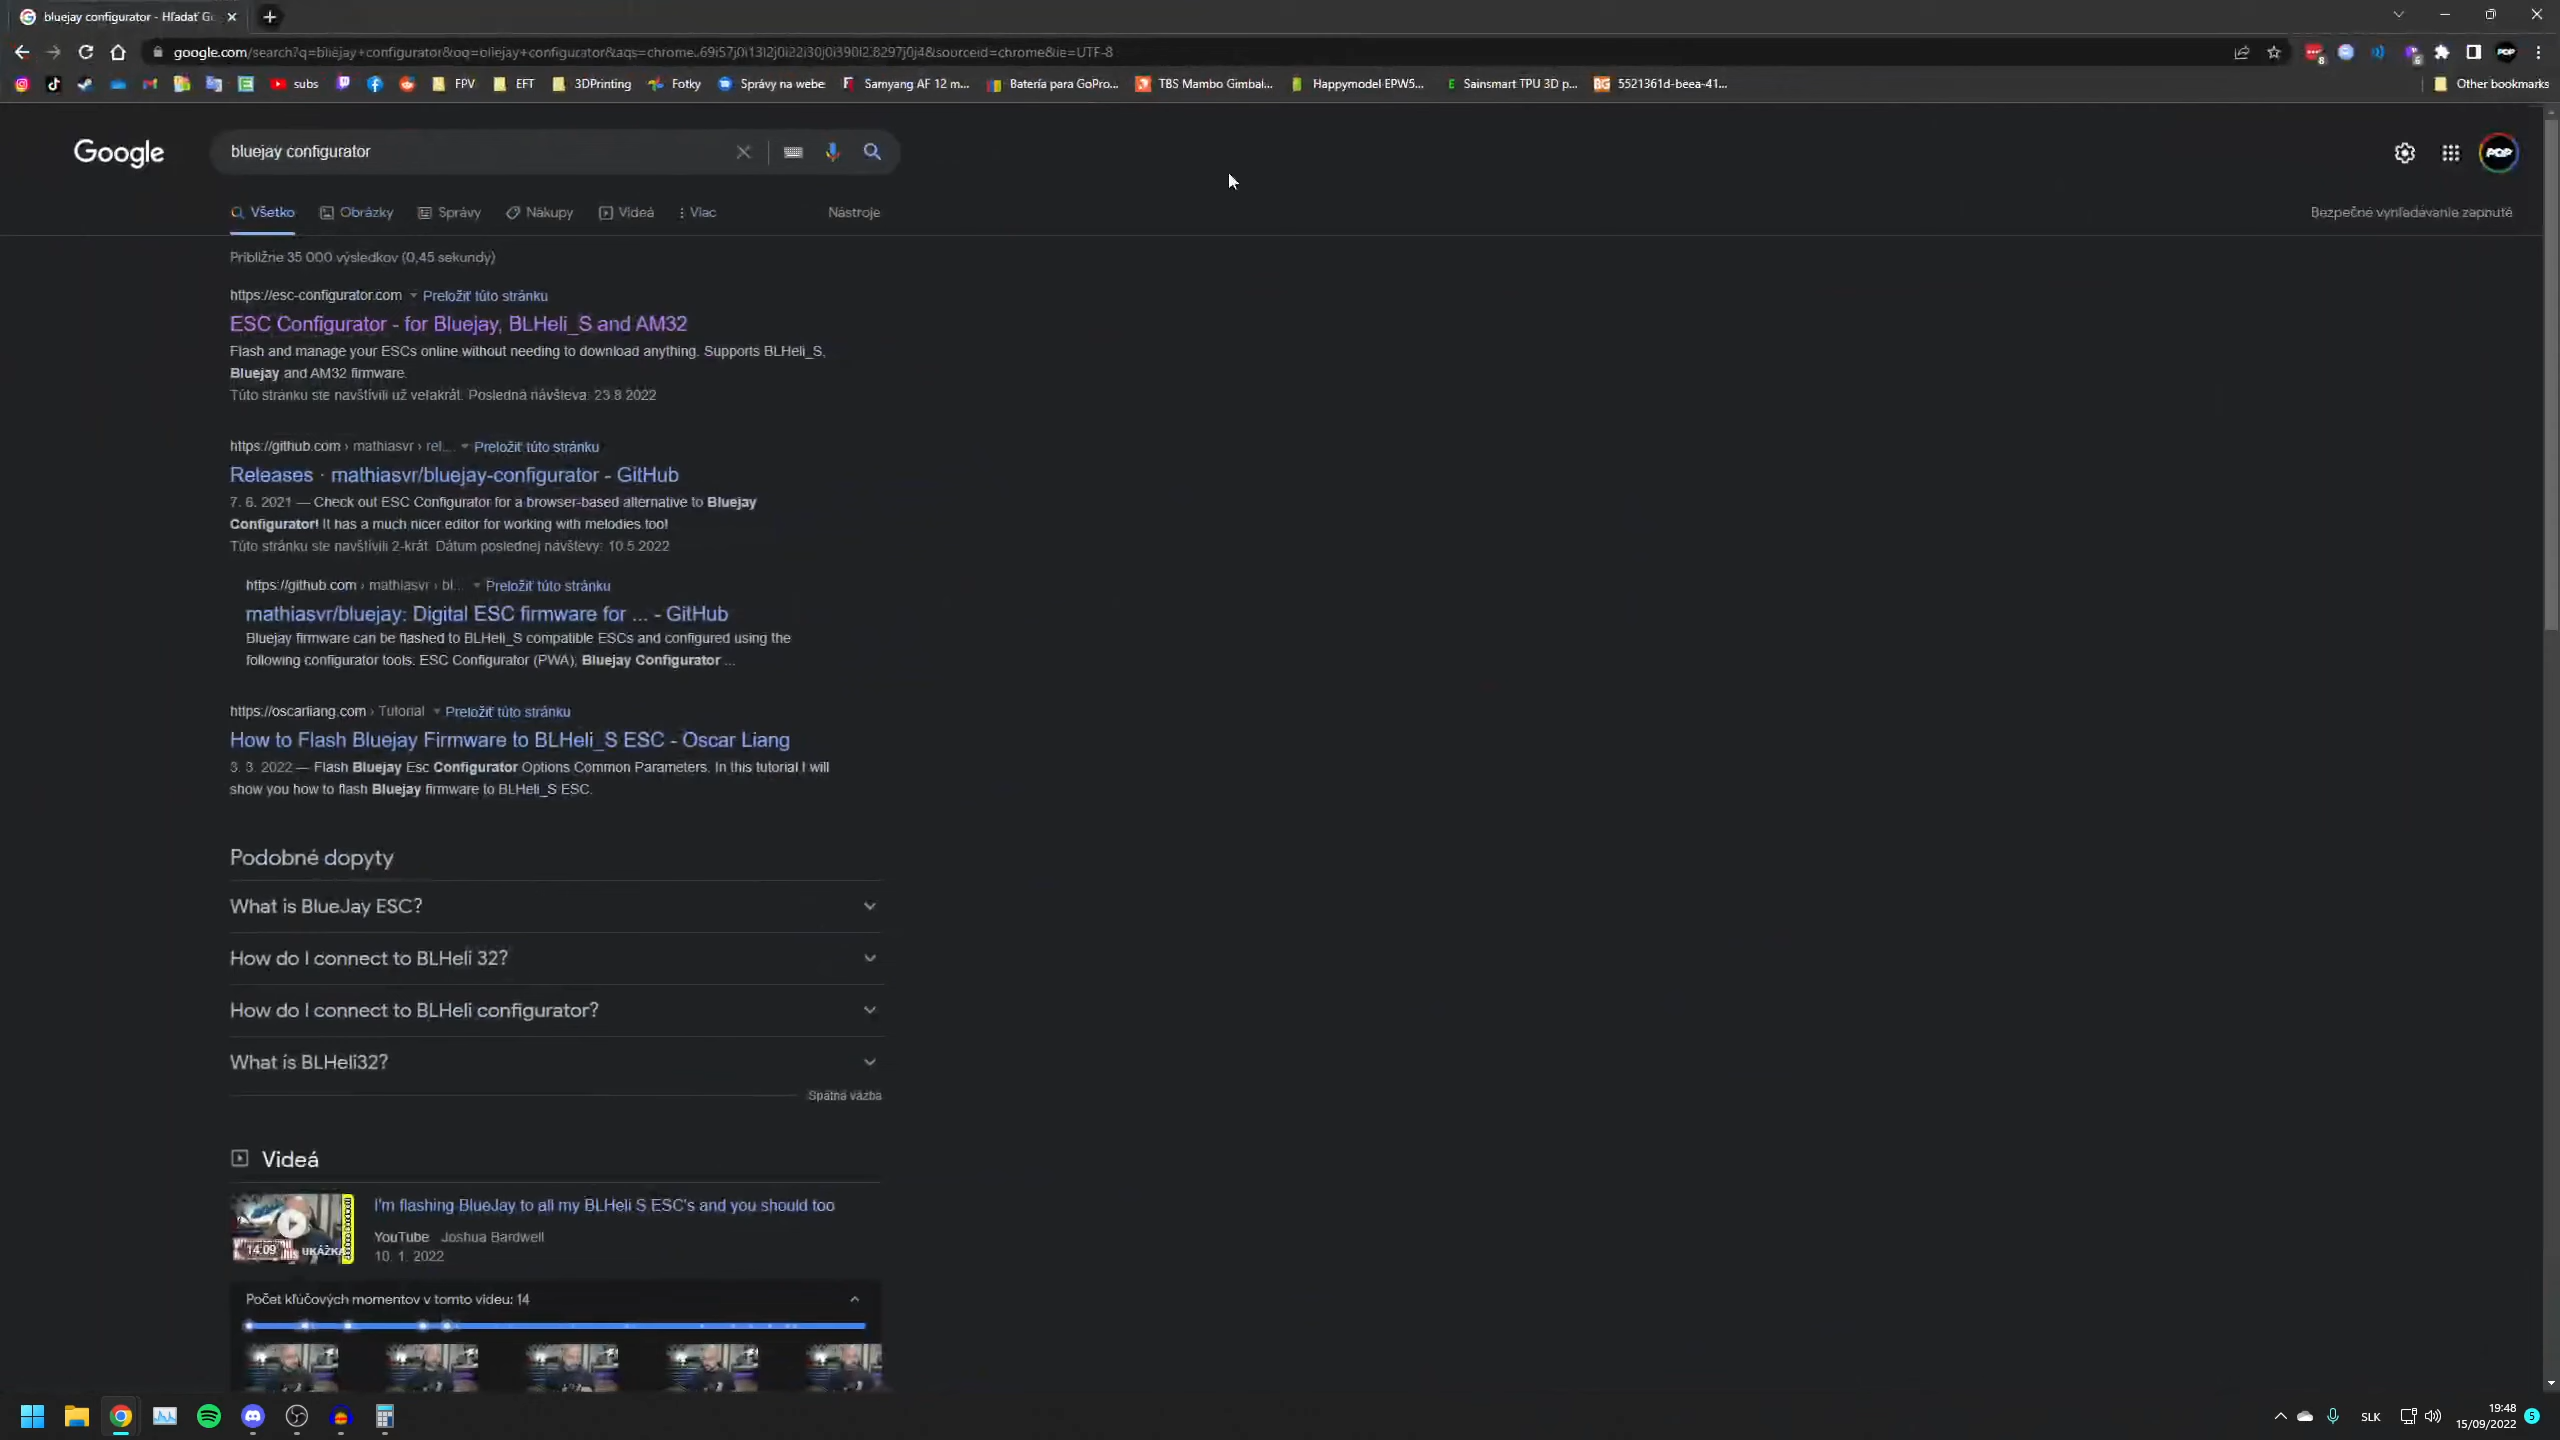 bluejay configurator - Hľadať G
google.com/search?q=bluejay+configurator&oq=bluejay+configurator&aqs=chrome..69i57j0i13l2j0i22i30j0i390l2.8297j0j4&sourceid=chrome&ie=UTF-8
8
6
subs
FPV
EFT
3DPrinting
Fotky
Správy na webe
Samyang AF 12 m...
Batería para GoPro...
TBS Mambo Gimbal...
Happymodel EPW5...
Sainsmart TPU 3D p...
5521361d-beea-41...
Other bookmarks
Google
bluejay configurator
Všetko
Obrázky
Správy
Nákupy
Videá
Viac
Nástroje
Bezpečné vyhľadávanie zapnuté
Približne 35 000 výsledkov (0,45 sekundy)
https://esc-configurator.com Preložiť túto stránku
ESC Configurator - for Bluejay, BLHeli_S and AM32
Flash and manage your ESCs online without needing to download anything. Supports BLHeli_S,
Bluejay and AM32 firmware.
Túto stránku ste navštívili už veľakrát. Posledná návšteva: 23.8.2022
https://github.com › mathiasvr › rel... Preložiť túto stránku
Releases · mathiasvr/bluejay-configurator - GitHub
7. 6. 2021 — Check out ESC Configurator for a browser-based alternative to Bluejay
Configurator! It has a much nicer editor for working with melodies too!
Túto stránku ste navštívili 2-krát. Dátum poslednej návštevy: 10.5.2022
https://github.com › mathiasvr › bl... Preložiť túto stránku
mathiasvr/bluejay: Digital ESC firmware for ... - GitHub
Bluejay firmware can be flashed to BLHeli_S compatible ESCs and configured using the
following configurator tools. ESC Configurator (PWA), Bluejay Configurator ...
https://oscarliang.com › Tutorial Preložiť túto stránku
How to Flash Bluejay Firmware to BLHeli_S ESC - Oscar Liang
3. 3. 2022 — Flash Bluejay Esc Configurator Options Common Parameters. In this tutorial I will
show you how to flash Bluejay firmware to BLHeli_S ESC.
Podobné dopyty
What is BlueJay ESC?
How do I connect to BLHeli 32?
How do I connect to BLHeli configurator?
What is BLHeli32?
Spätná väzba
Videá
14:09
UKÁŽKA
I'm flashing BlueJay to all my BLHeli S ESC's and you should too
YouTube Joshua Bardwell
10. 1. 2022
Počet kľúčových momentov v tomto videu: 14
SLK
19:48
15/09/2022
5